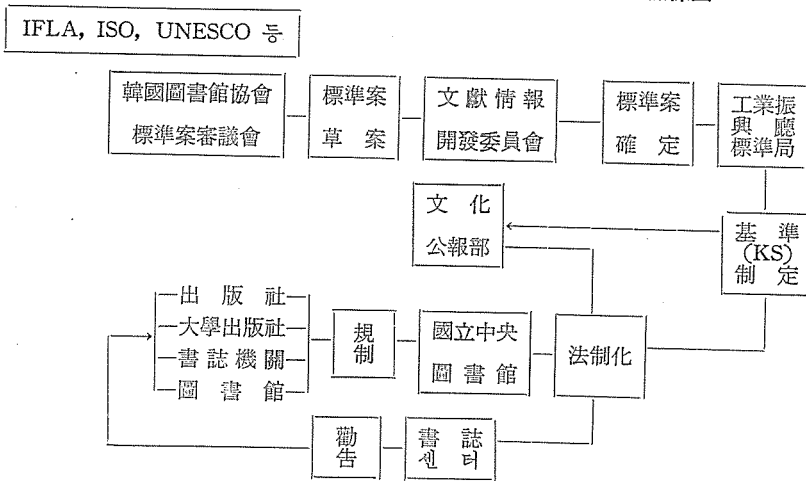 IFLA, ISO, UNESCO 등
韓國圖書館協會
標準案審議會
標準案
草案
文獻情報
開發委員會
標準案
確定
工業振
興廳
標準局
文化
公報部
基準
(KS)
制定
出版社
大學出版社
書誌機關
圖書館
規
制
國立中央
圖書館
法制化
勸
告
書誌
센터